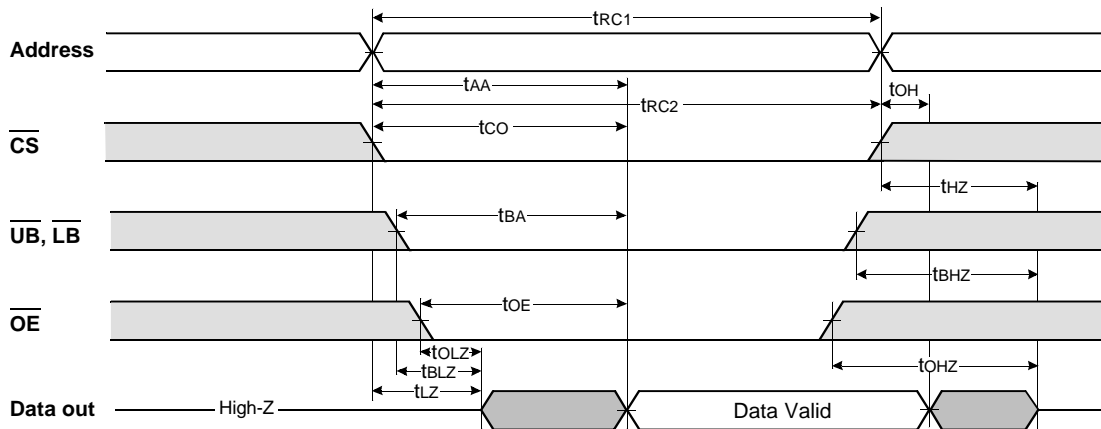 tRC1
Address
tAA
tOH
tRC2
tCO
CS
tHZ
tBA
UB, LB
tBHZ
tOE
OE
tOLZ
tBLZ
tOHZ
tLZ
Data out
High-Z
Data Valid